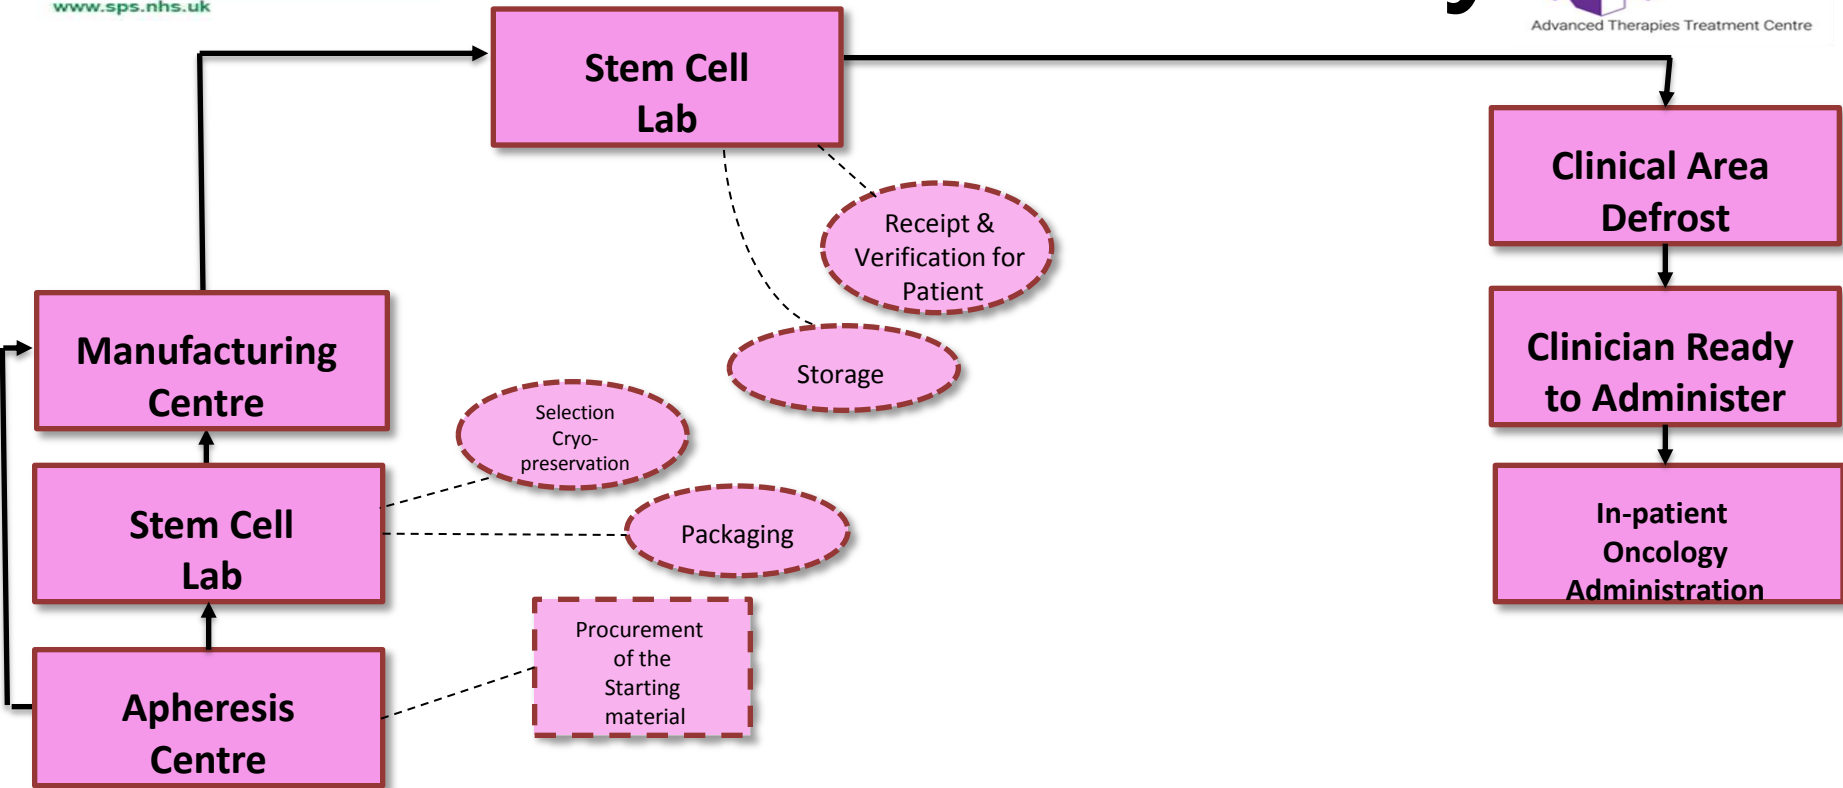 www.sps.nhs.uk
y
Advanced Therapies Treatment Centre
Stem Cell
Lab
Clinical Area
Defrost
Receipt &
Verification for
Patient
Manufacturing
Centre
Storage
Clinician Ready
to Administer
Selection
Cryo-
preservation
Stem Cell
Lab
Packaging
In-patient
Oncology
Administration
Procurement
of the
Starting
material
Apheresis
Centre